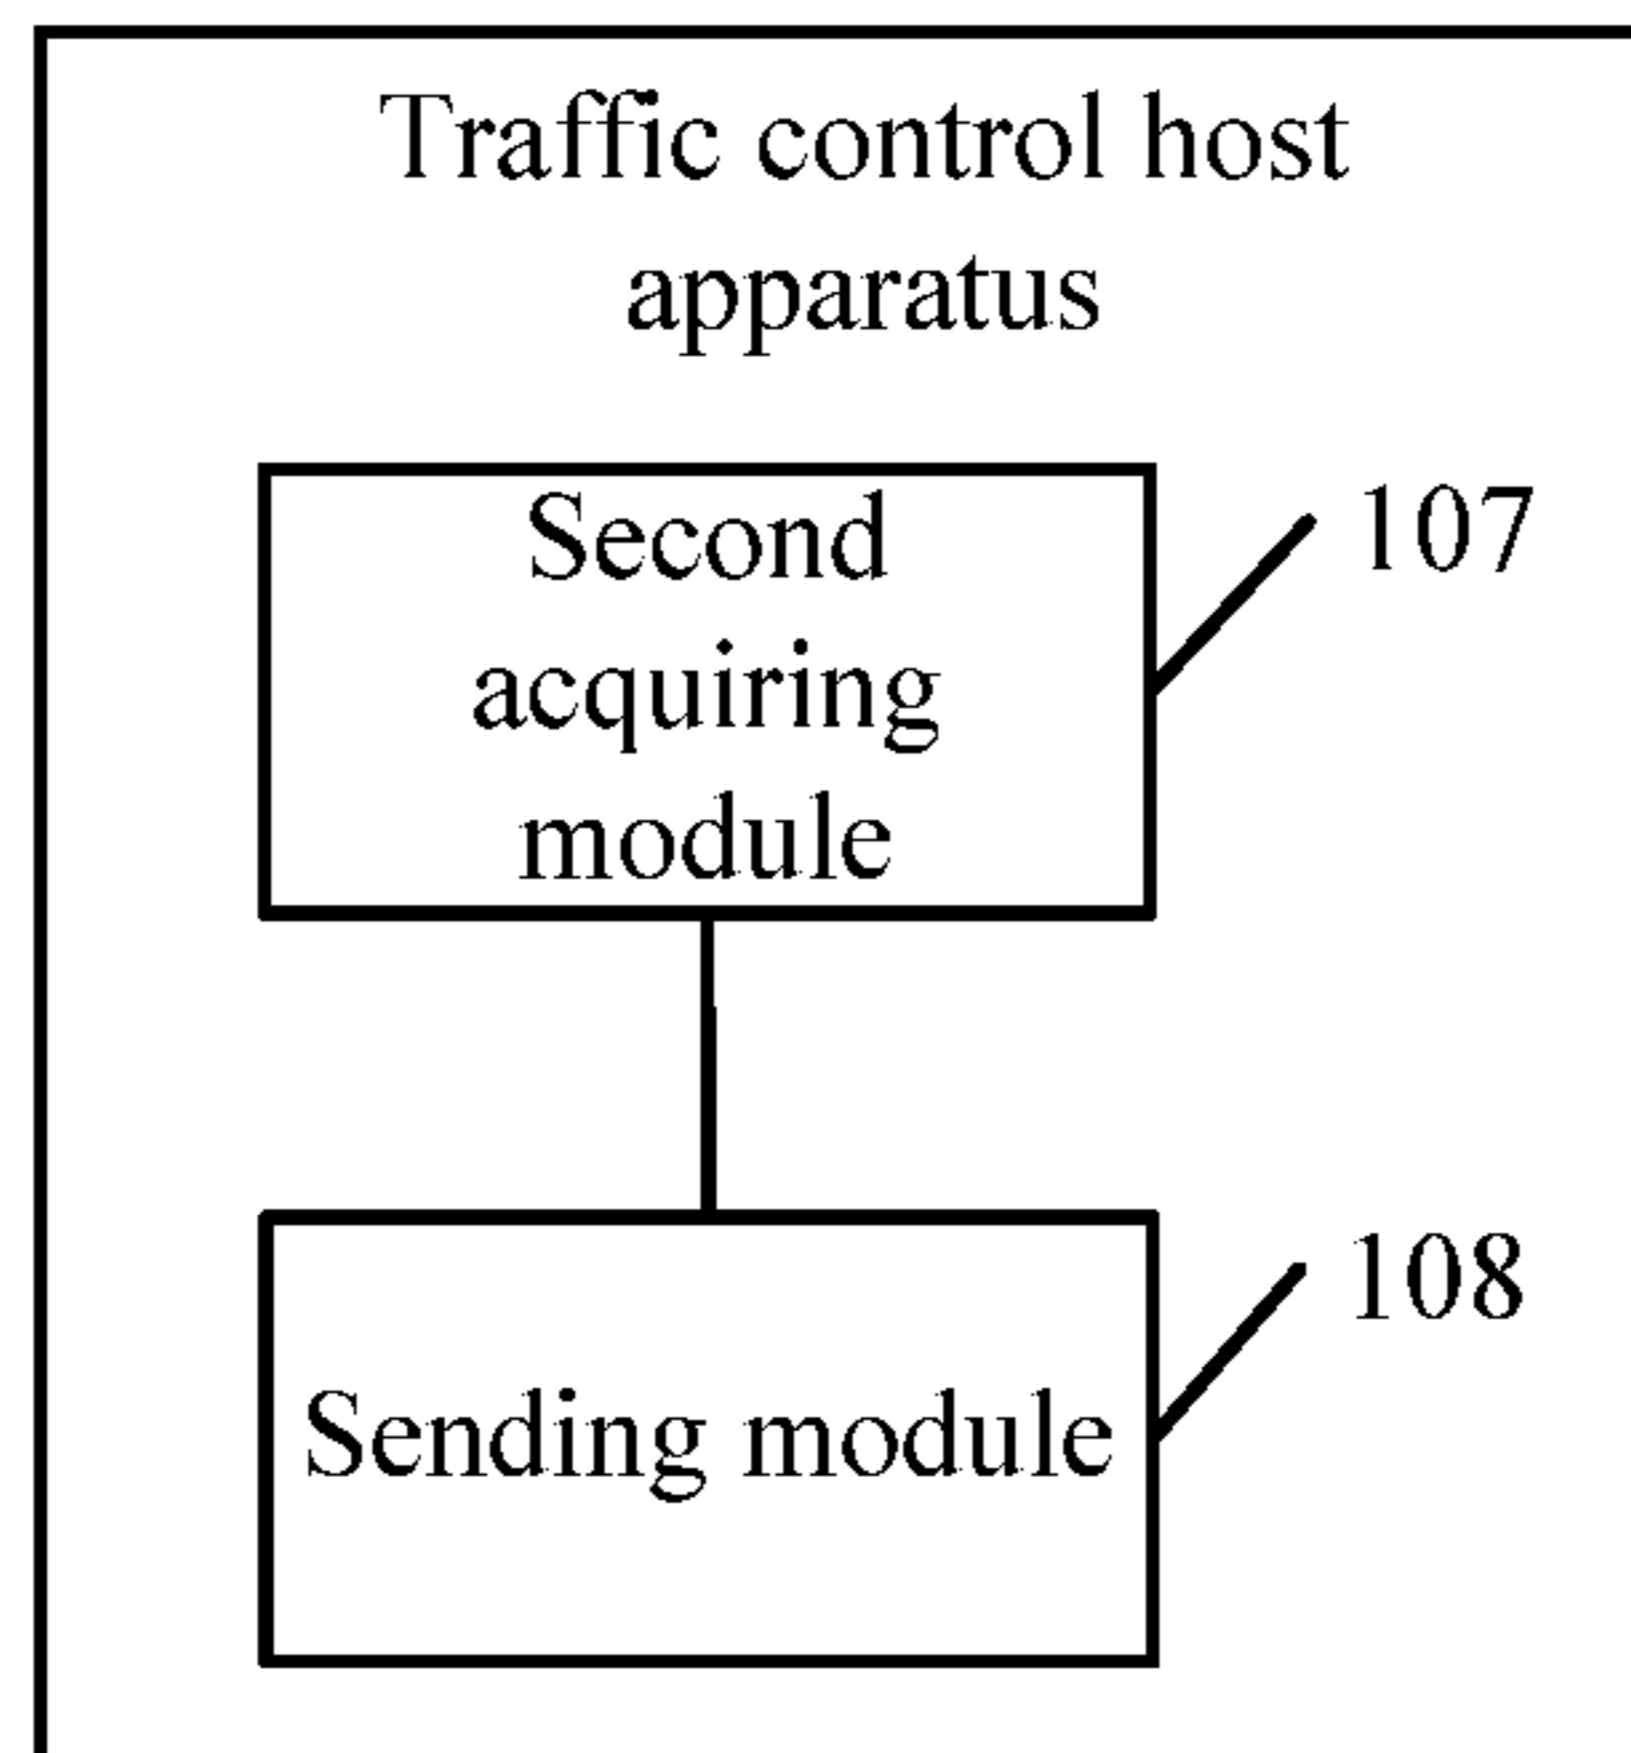 Traffic control host
apparatus
Second
acquiring
module
107
Sending module
108